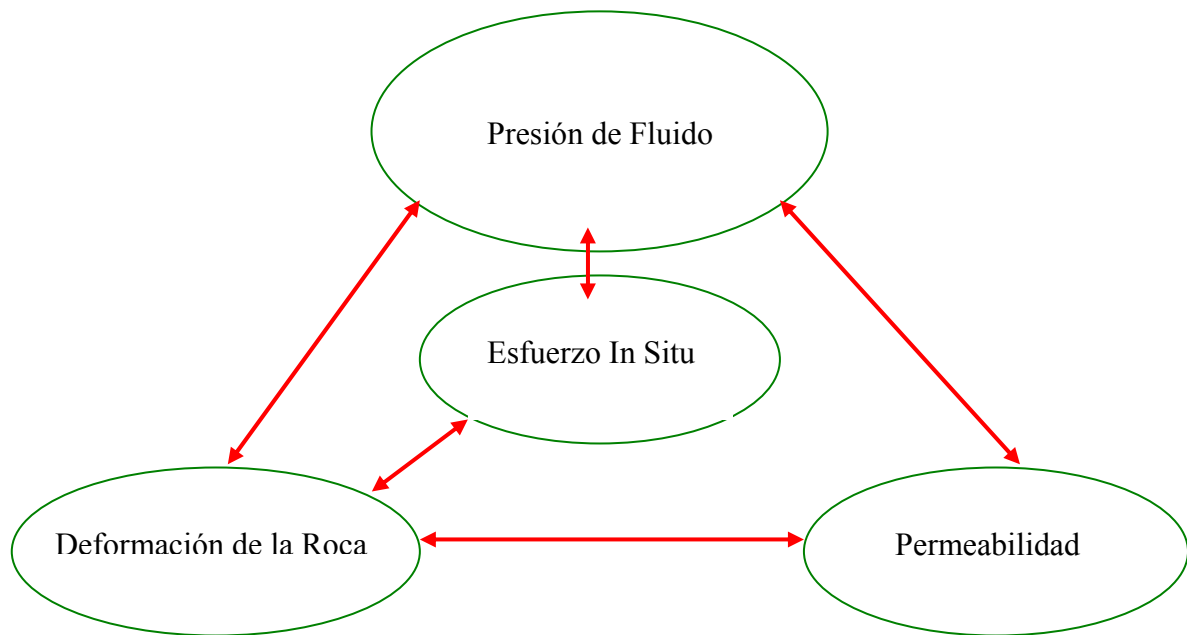 Presión de Fluido
Esfuerzo In Situ
Deformación de la Roca
Permeabilidad